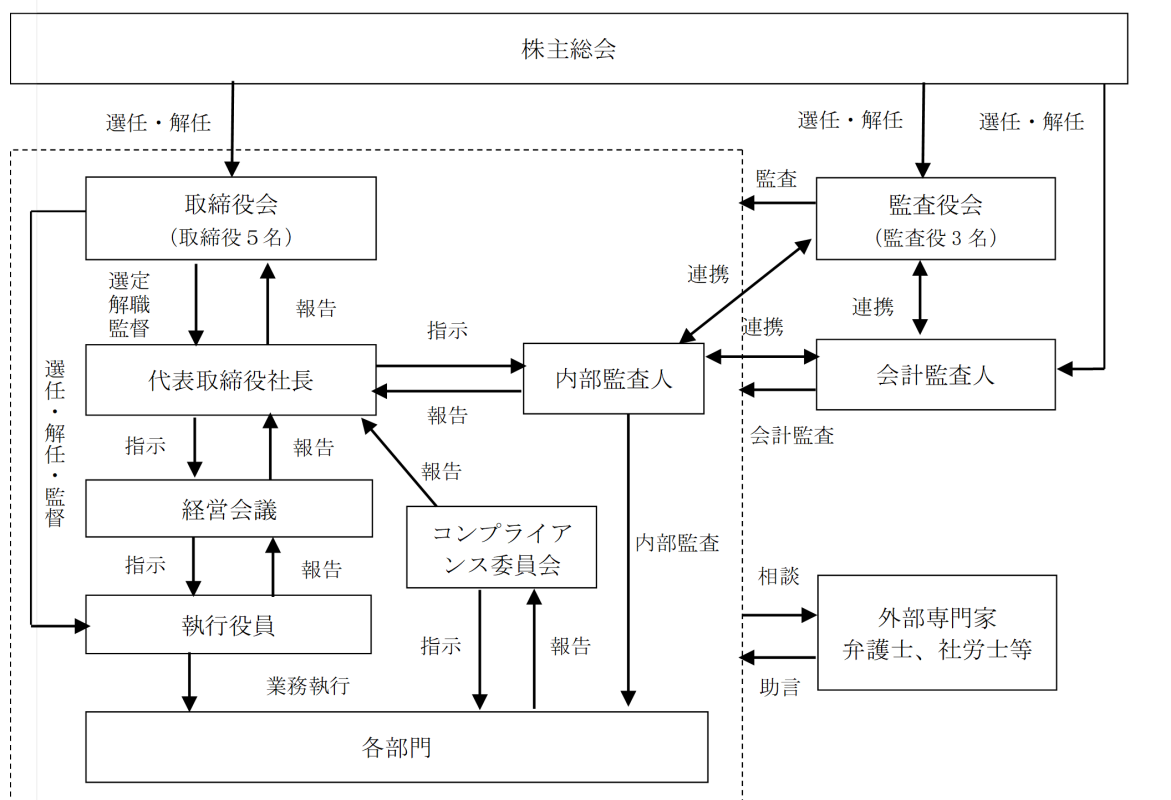 株主総会
選任・解任
選任・解任
選任・解任
取締役会
（取締役５名）
監査
監査役会
（監査役３名）
選定
解職
監督
報告
連携
連携
連携
指示
代表取締役社長
内部監査人
会計監査人
報告
会計監査
選任・解任・監督
指示
報告
報告
経営会議
コンプライア
ンス委員会
内部監査
指示
報告
相談
外部専門家
弁護士、社労士等
執行役員
指示
報告
助言
業務執行
各部門